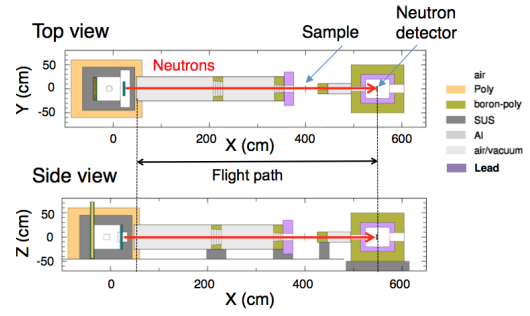 Top view
Sample
Neutron
detector
Neutrons
50
0
-50
Y (cm)
0
200
400
600
X (cm)
Flight path
air
Poly
boron-poly
SUS
Al
air/vacuum
Lead
Side view
50
0
-50
Z (cm)
0
200
400
600
X (cm)